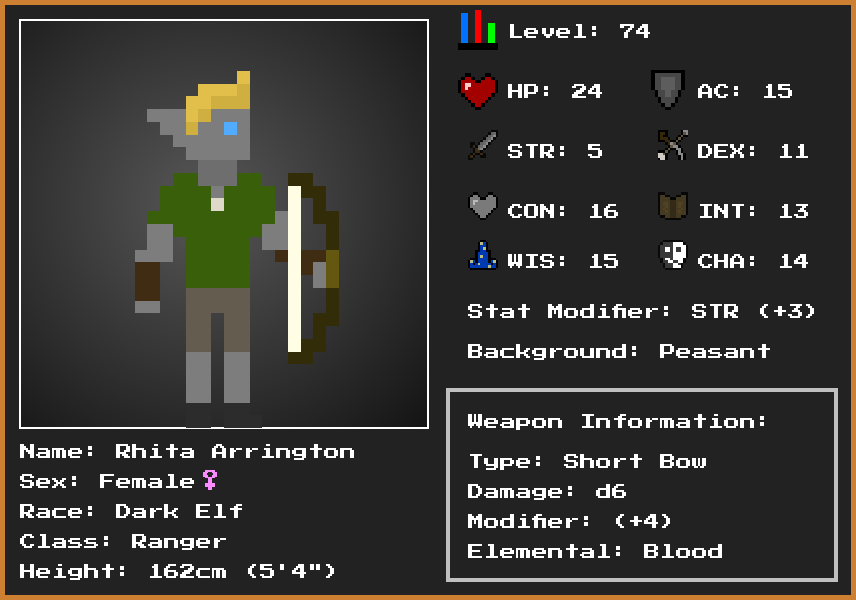 Level: 74
HP: 24
AC: 15
STR: 5
DEX: 11
CON: 16
INT: 13
WIS: 15
CHA: 14
Stat Modifier: STR (+3)
Background: Peasant
Weapon Information:
Type: Short Bow
Damage: d6
Modifier: (+4)
Elemental: Blood
Name: Rhita Arrington
Sex: Female♀
Race: Dark Elf
Class: Ranger
Height: 162cm (5'4")